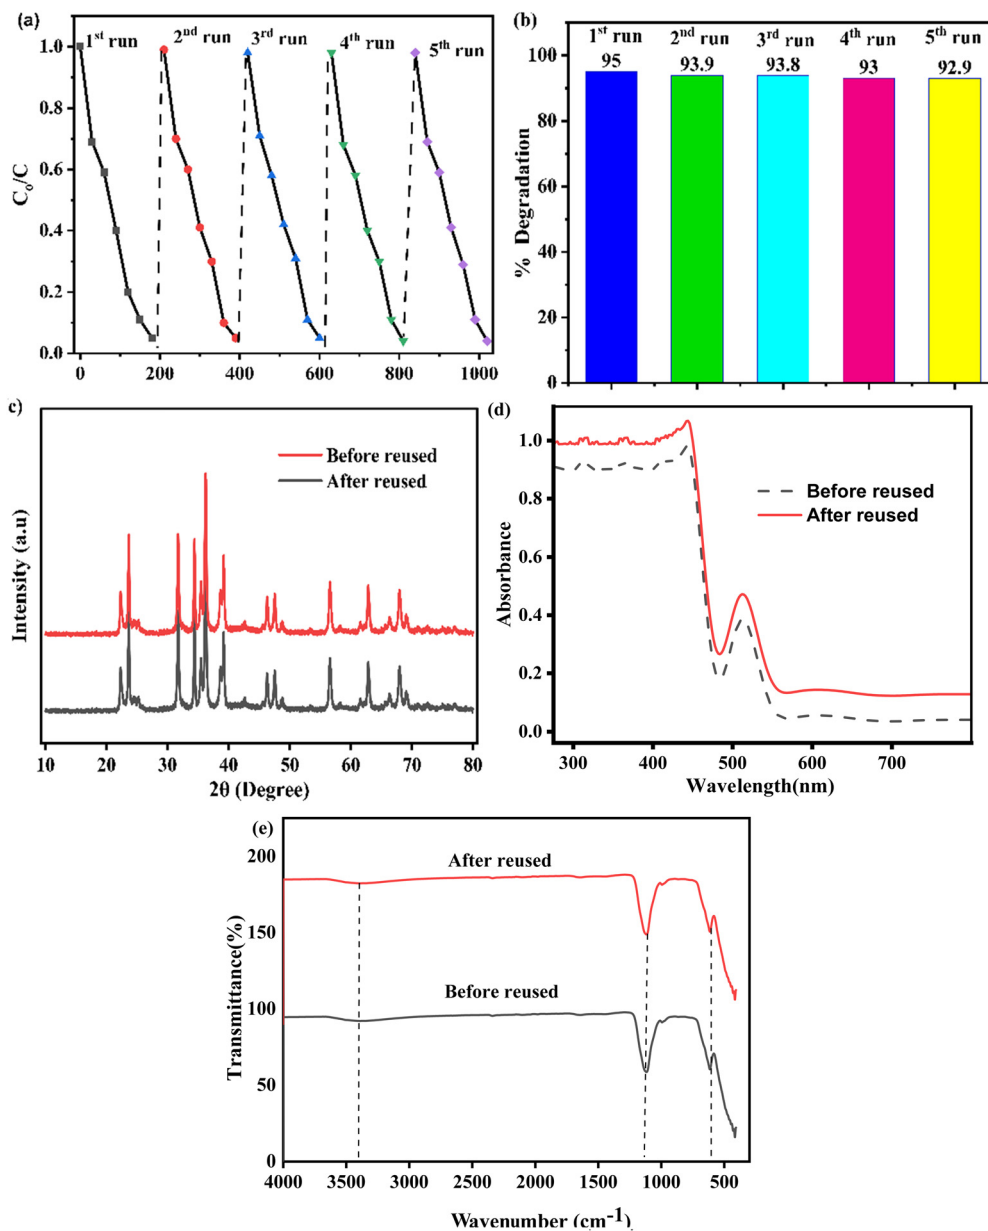 (a)
1st run 2nd run 3rd run 4th run 5th run
1.0
0.8
0.6
0.4
0.2
0.0
Co/C
0 200 400 600 800 1000
(b)
1st run 2nd run 3rd run 4th run 5th run
95 93.9 93.8 93 92.9
100
80
60
40
20
0
% Degradation
c)
Before reused
After reused
Intensity (a.u)
10 20 30 40 50 60 70 80
2θ (Degree)
(d)
1.0
0.8
0.6
0.4
0.2
0.0
Absorbance
Before reused
After reused
300 400 500 600 700
Wavelength(nm)
(e)
200
150
100
50
0
Transmittance(%)
After reused
Before reused
4000 3500 3000 2500 2000 1500 1000 500
Wavenumber (cm-1)